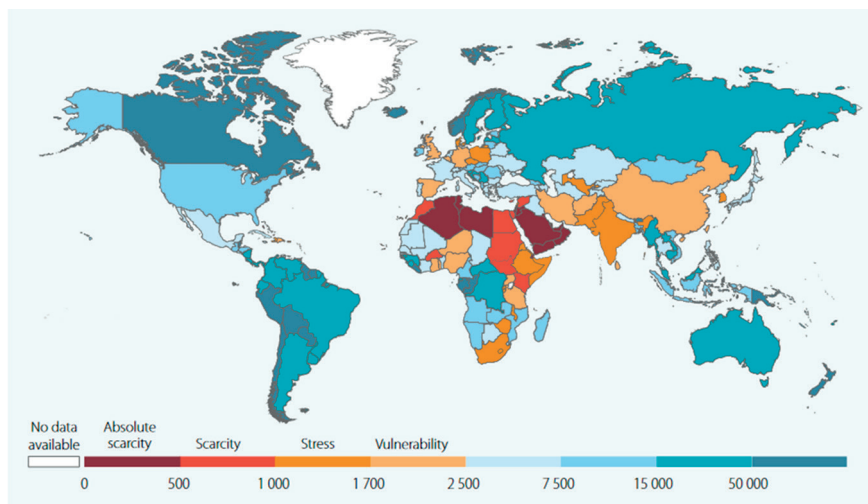 No data
available
Absolute
scarcity
Scarcity
Stress
Vulnerability
0
500
1 000
1 700
2 500
7 500
15 000
50 000